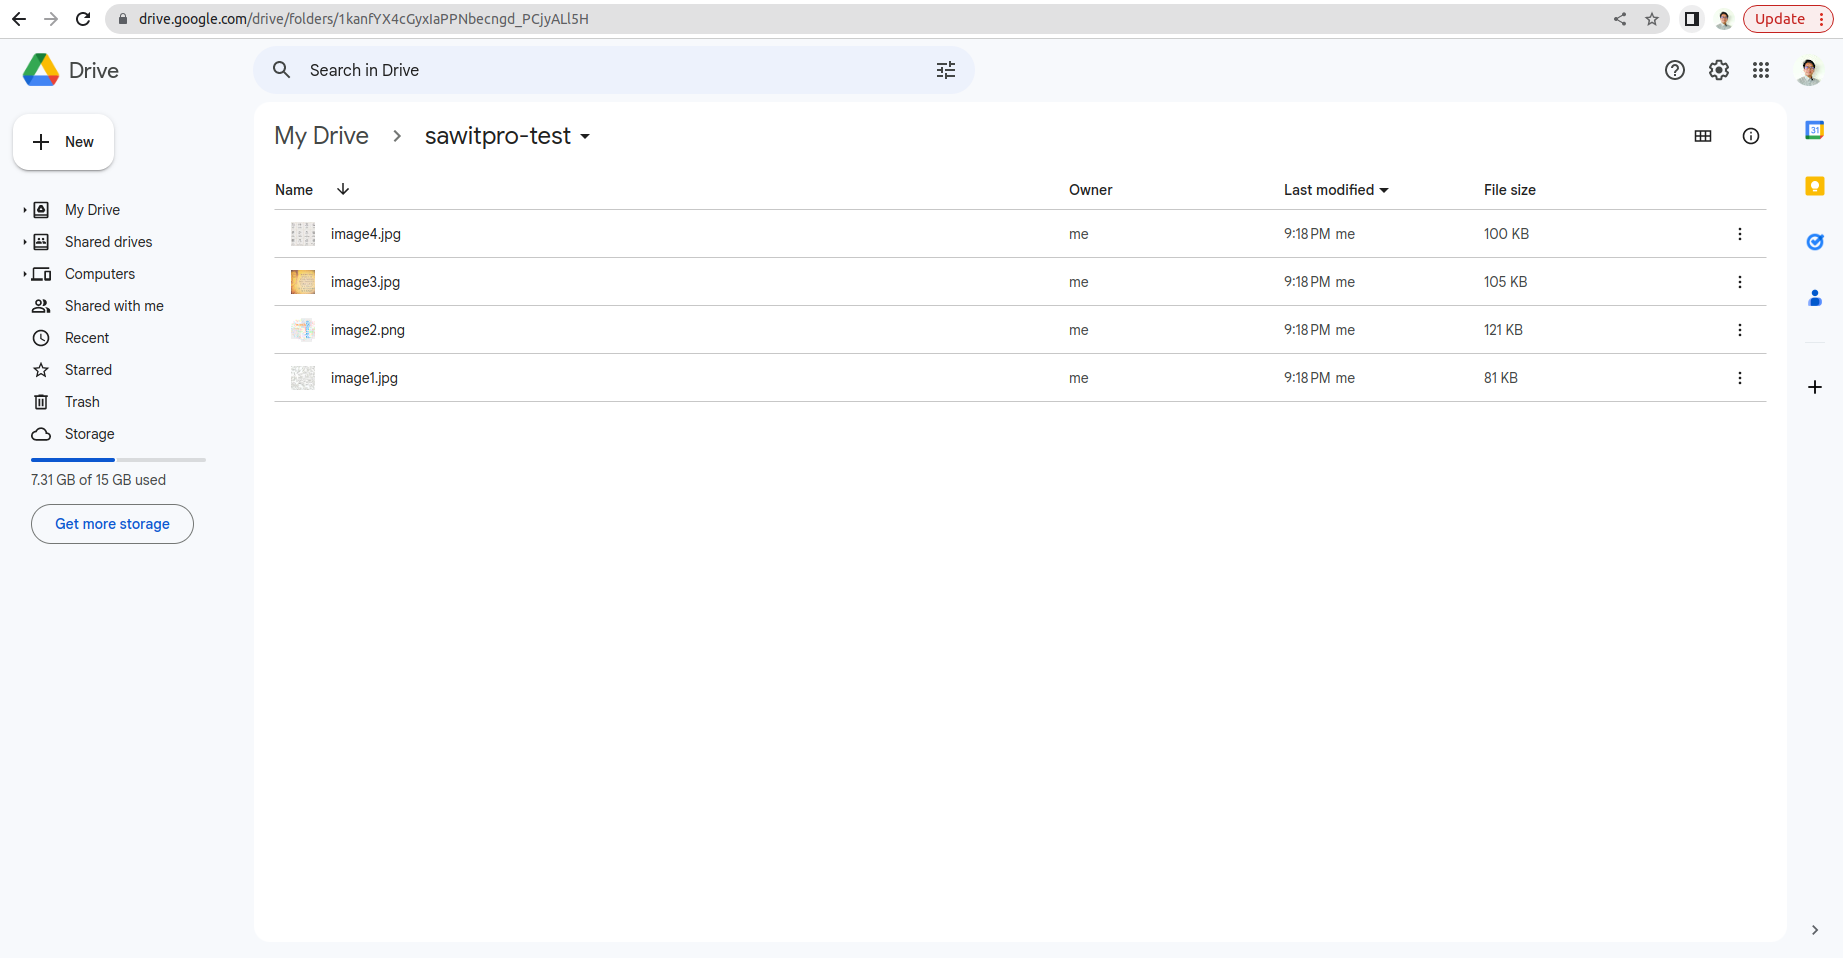 drive.google.com/drive/folders/1kanfYX4cGyxIaPPNbecngd_PCjyALl5H
Update
Drive
Search in Drive
New
My Drive
Shared drives
Computers
Shared with me
Recent
Starred
Trash
Storage
7.31 GB of 15 GB used
Get more storage
My Drive > sawitpro-test
Name Owner Last modified File size
image4.jpg me 9:18 PM me 100 KB
image3.jpg me 9:18 PM me 105 KB
image2.png me 9:18 PM me 121 KB
image1.jpg me 9:18 PM me 81 KB
31